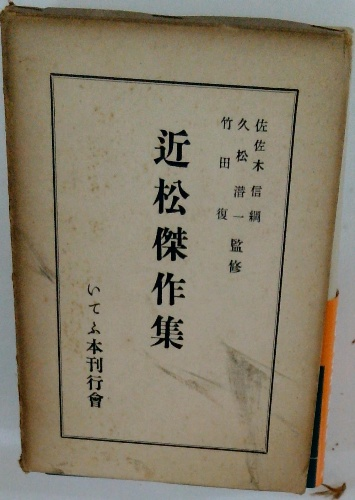 佐佐木信綱
久松潜一監修
竹田復
近松傑作集
いてふ本刊行會